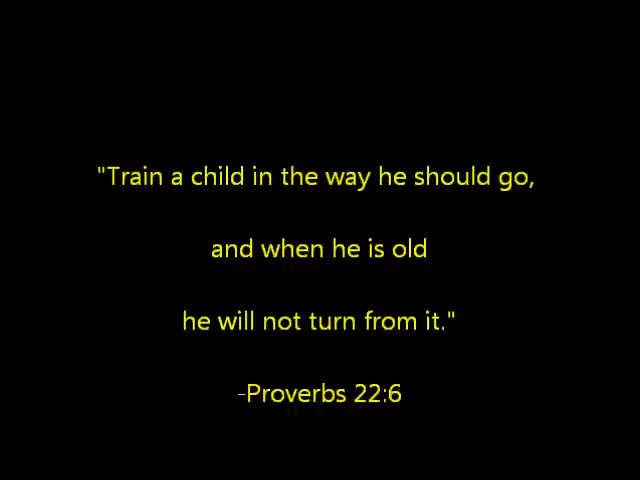 "Train a child in the way he should go,
and when he is old
he will not turn from it."
-Proverbs 22:6